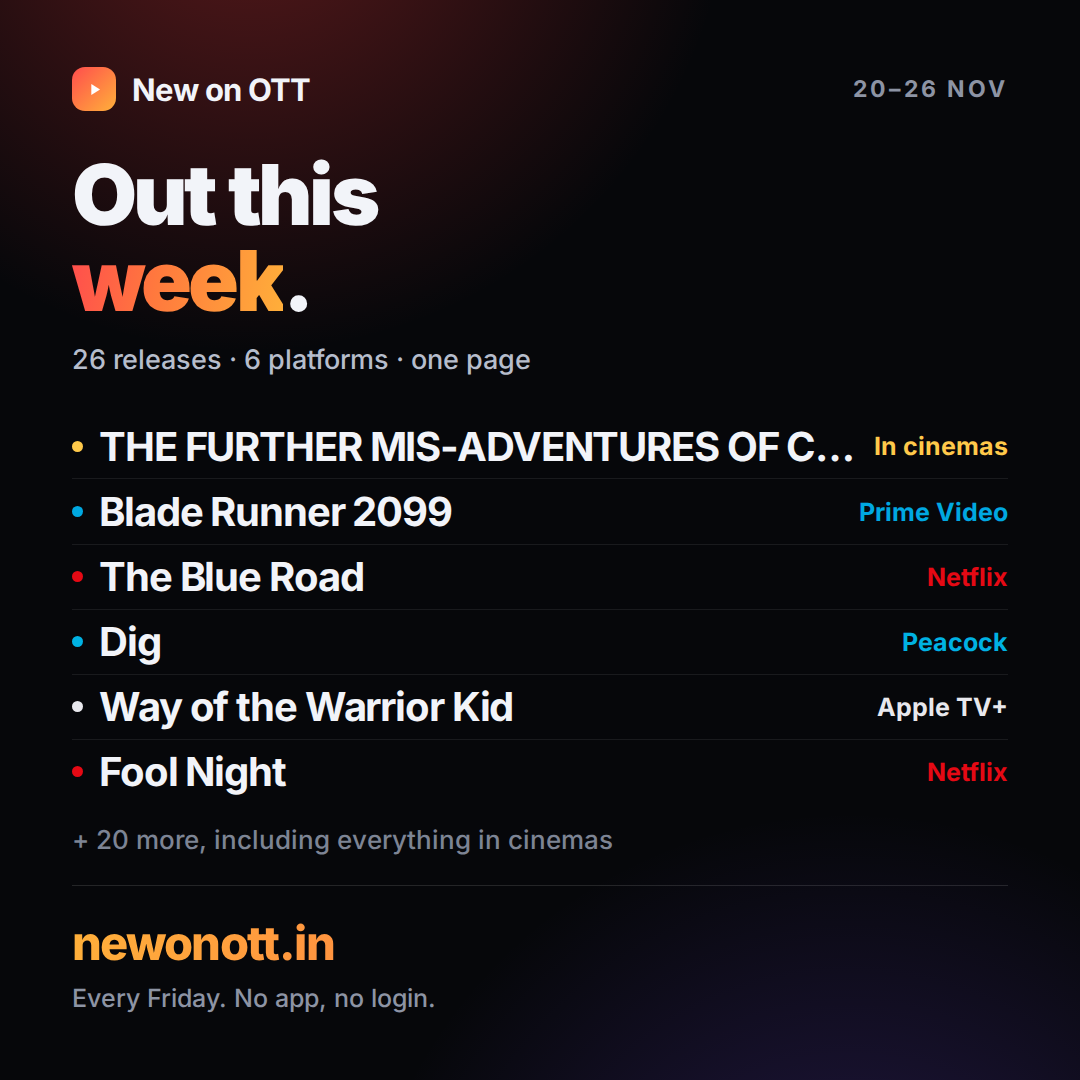 New on OTT
20–26 NOV
Out this
week.
26 releases · 6 platforms · one page
THE FURTHER MIS-ADVENTURES OF C... In cinemas
Blade Runner 2099 Prime Video
The Blue Road Netflix
Dig Peacock
Way of the Warrior Kid Apple TV+
Fool Night Netflix
+ 20 more, including everything in cinemas
newonott.in
Every Friday. No app, no login.